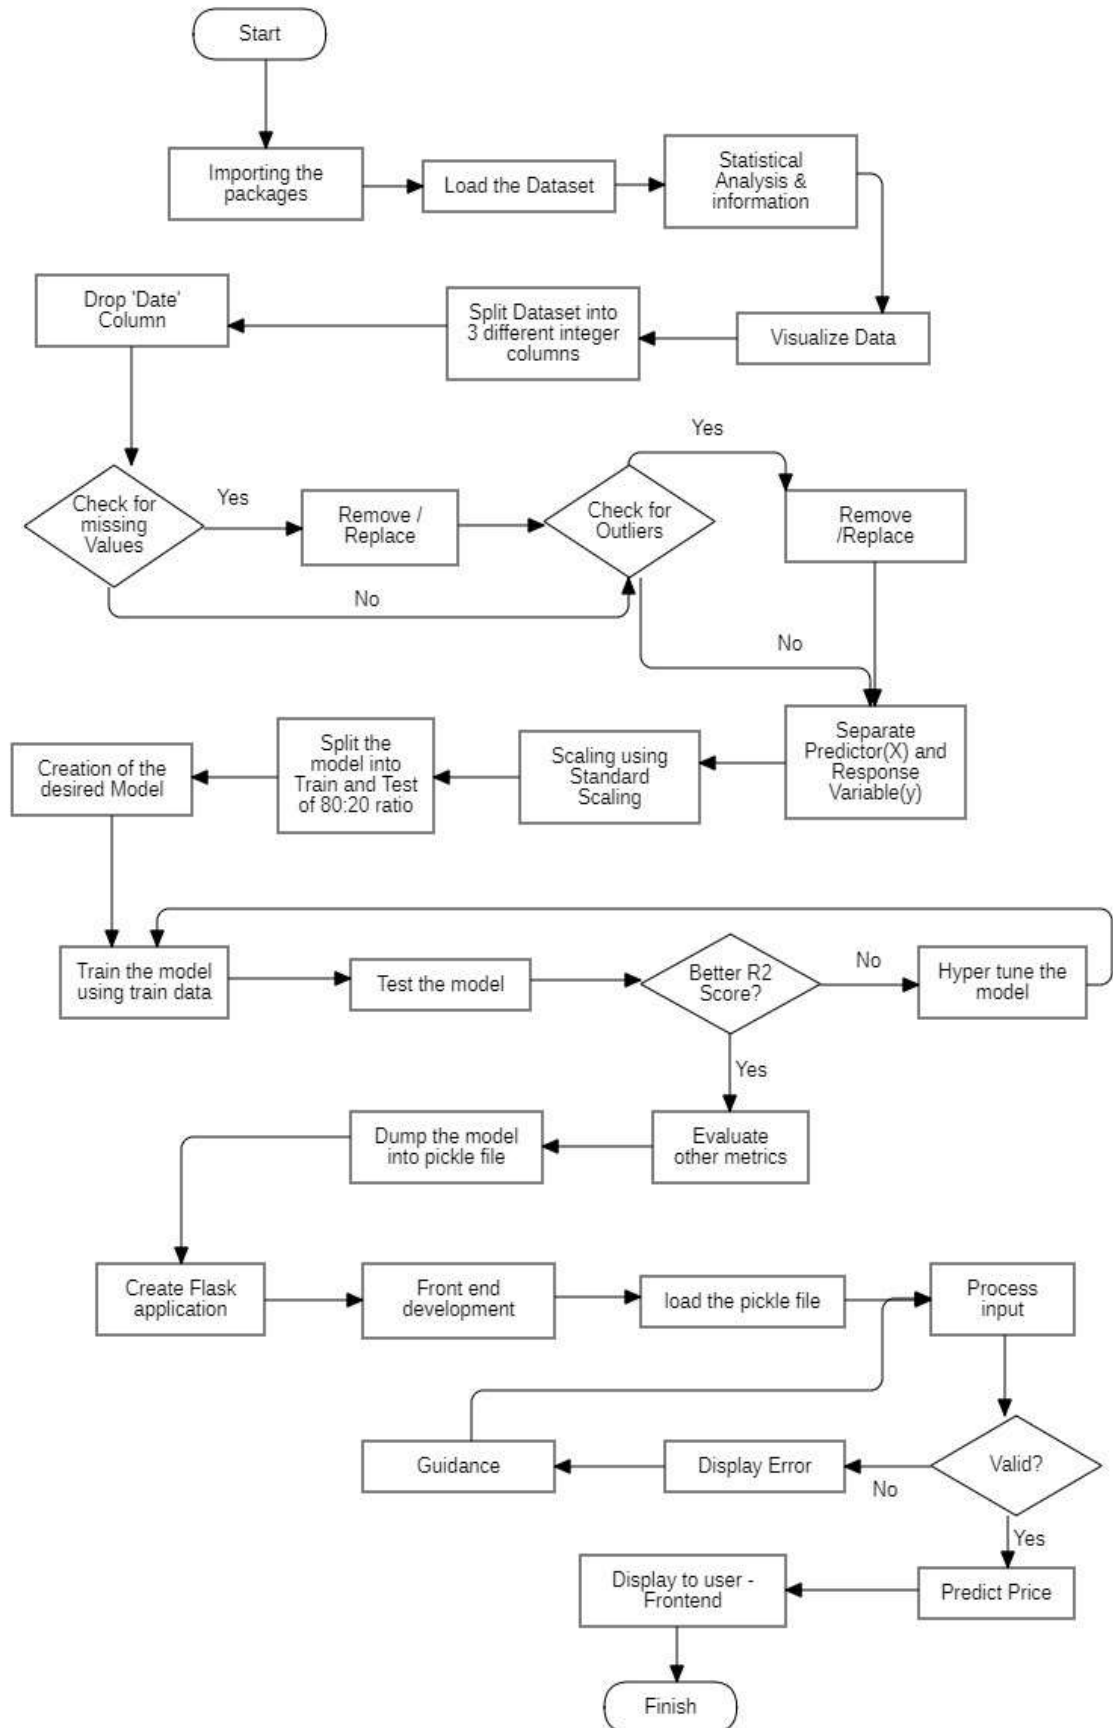 Start
Importing the
packages
Load the Dataset
Statistical
Analysis &
information
Drop 'Date'
Column
Split Dataset into
3 different integer
columns
Visualize Data
Yes
Check for
missing
Values
Yes
Remove /
Replace
Check for
Outliers
Remove
/Replace
No
No
Creation of the
desired Model
Split the
model into
Train and Test
of 80:20 ratio
Scaling using
Standard
Scaling
Separate
Predictor(X) and
Response
Variable(y)
Train the model
using train data
Test the model
Better R2
Score?
No
Hyper tune the
model
Yes
Dump the model
into pickle file
Evaluate
other metrics
Create Flask
application
Front end
development
load the pickle file
Process
input
Guidance
Display Error
No
Valid?
Yes
Display to user -
Frontend
Predict Price
Finish